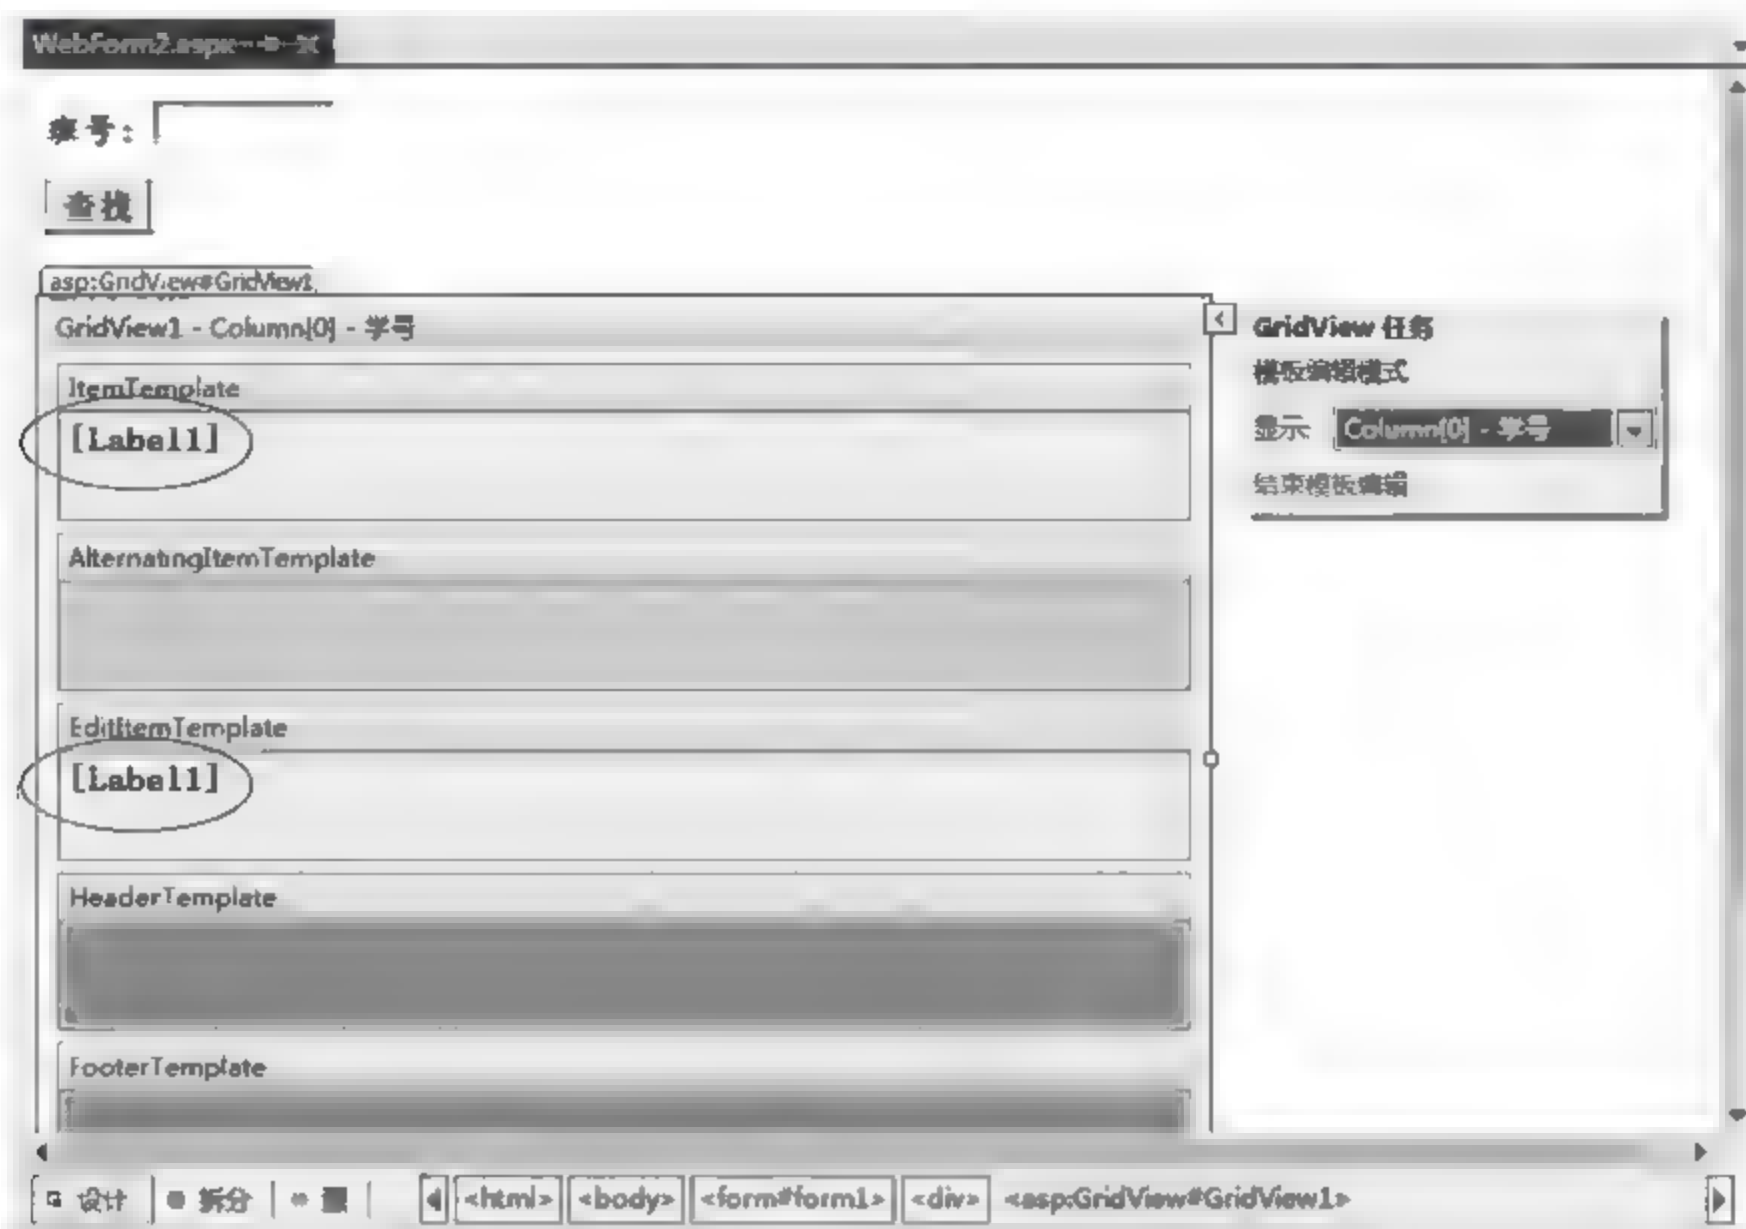 WebForm2.aspx
班号：
查找
asp:GridView#GridView1
GridView1 - Column[0] - 学号
ItemTemplate
[Label1]
AlternatingItemTemplate
EditItemTemplate
[Label1]
HeaderTemplate
FooterTemplate
GridView 任务
模板编辑模式
显示 Column[0] - 学号
结束模板编辑
设计 拆分 源 <html> <body> <form#form1> <div> <asp:GridView#GridView1>